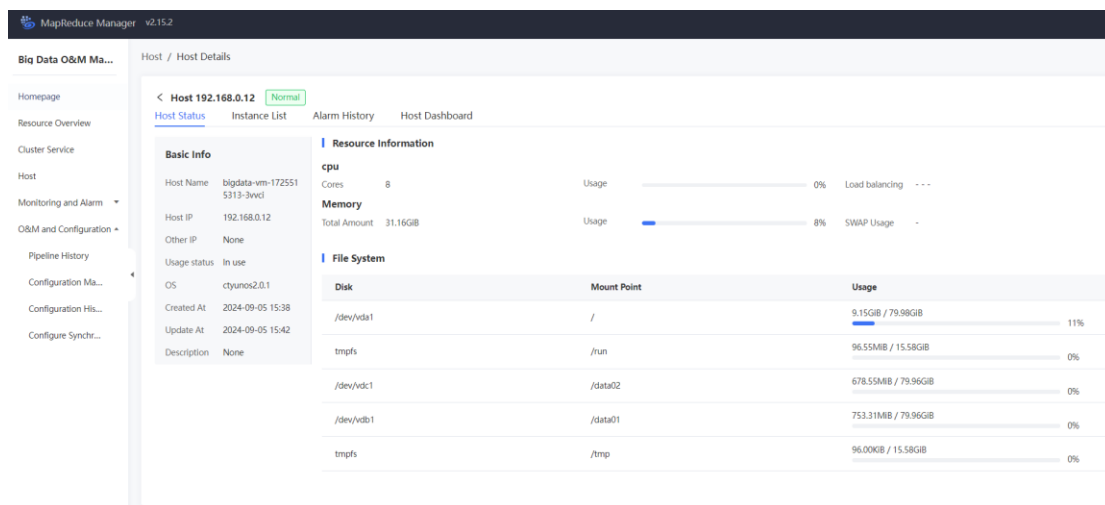 MapReduce Manager v2.15.2
Big Data O&M Ma...
Homepage
Resource Overview
Cluster Service
Host
Monitoring and Alarm
O&M and Configuration
Pipeline History
Configuration Ma...
Configuration His...
Configure Synchr...
Host / Host Details
< Host 192.168.0.12 Normal
Host Status Instance List Alarm History Host Dashboard
Basic Info
Host Name bigdata-vm-172551
5313-3vvcl
Host IP 192.168.0.12
Other IP None
Usage status In use
OS ctyunos2.0.1
Created At 2024-09-05 15:38
Update At 2024-09-05 15:42
Description None
Resource Information
cpu
Cores 8 Usage 0% Load balancing - - -
Memory
Total Amount 31.16GiB Usage 8% SWAP Usage -
File System
Disk Mount Point Usage
/dev/vda1 / 9.15GiB / 79.98GiB 11%
tmpfs /run 96.55MiB / 15.58GiB 0%
/dev/vdc1 /data02 678.55MiB / 79.96GiB 0%
/dev/vdb1 /data01 753.31MiB / 79.96GiB 0%
tmpfs /tmp 96.00KiB / 15.58GiB 0%